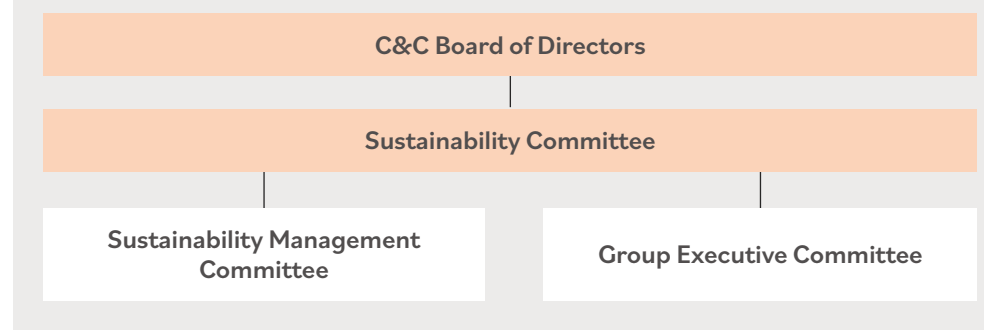 C&C Board of Directors
Sustainability Committee
Sustainability Management
Committee
Group Executive Committee